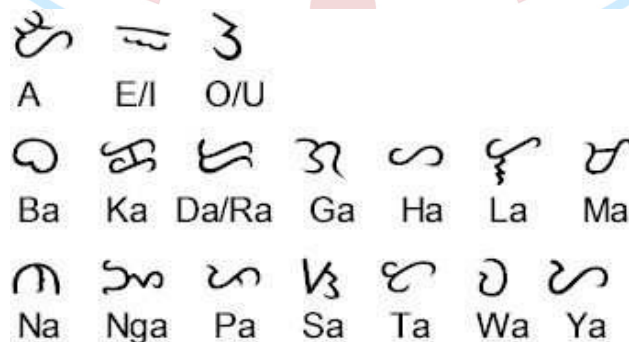 ᜀ ᜁ ᜂ
A E/I O/U
ᜊ ᜃ ᜇ ᜄ ᜑ ᜎ ᜋ
Ba Ka Da/Ra Ga Ha La Ma
ᜈ ᜅ ᜉ ᜐ ᜆ ᜏ ᜌ
Na Nga Pa Sa Ta Wa Ya